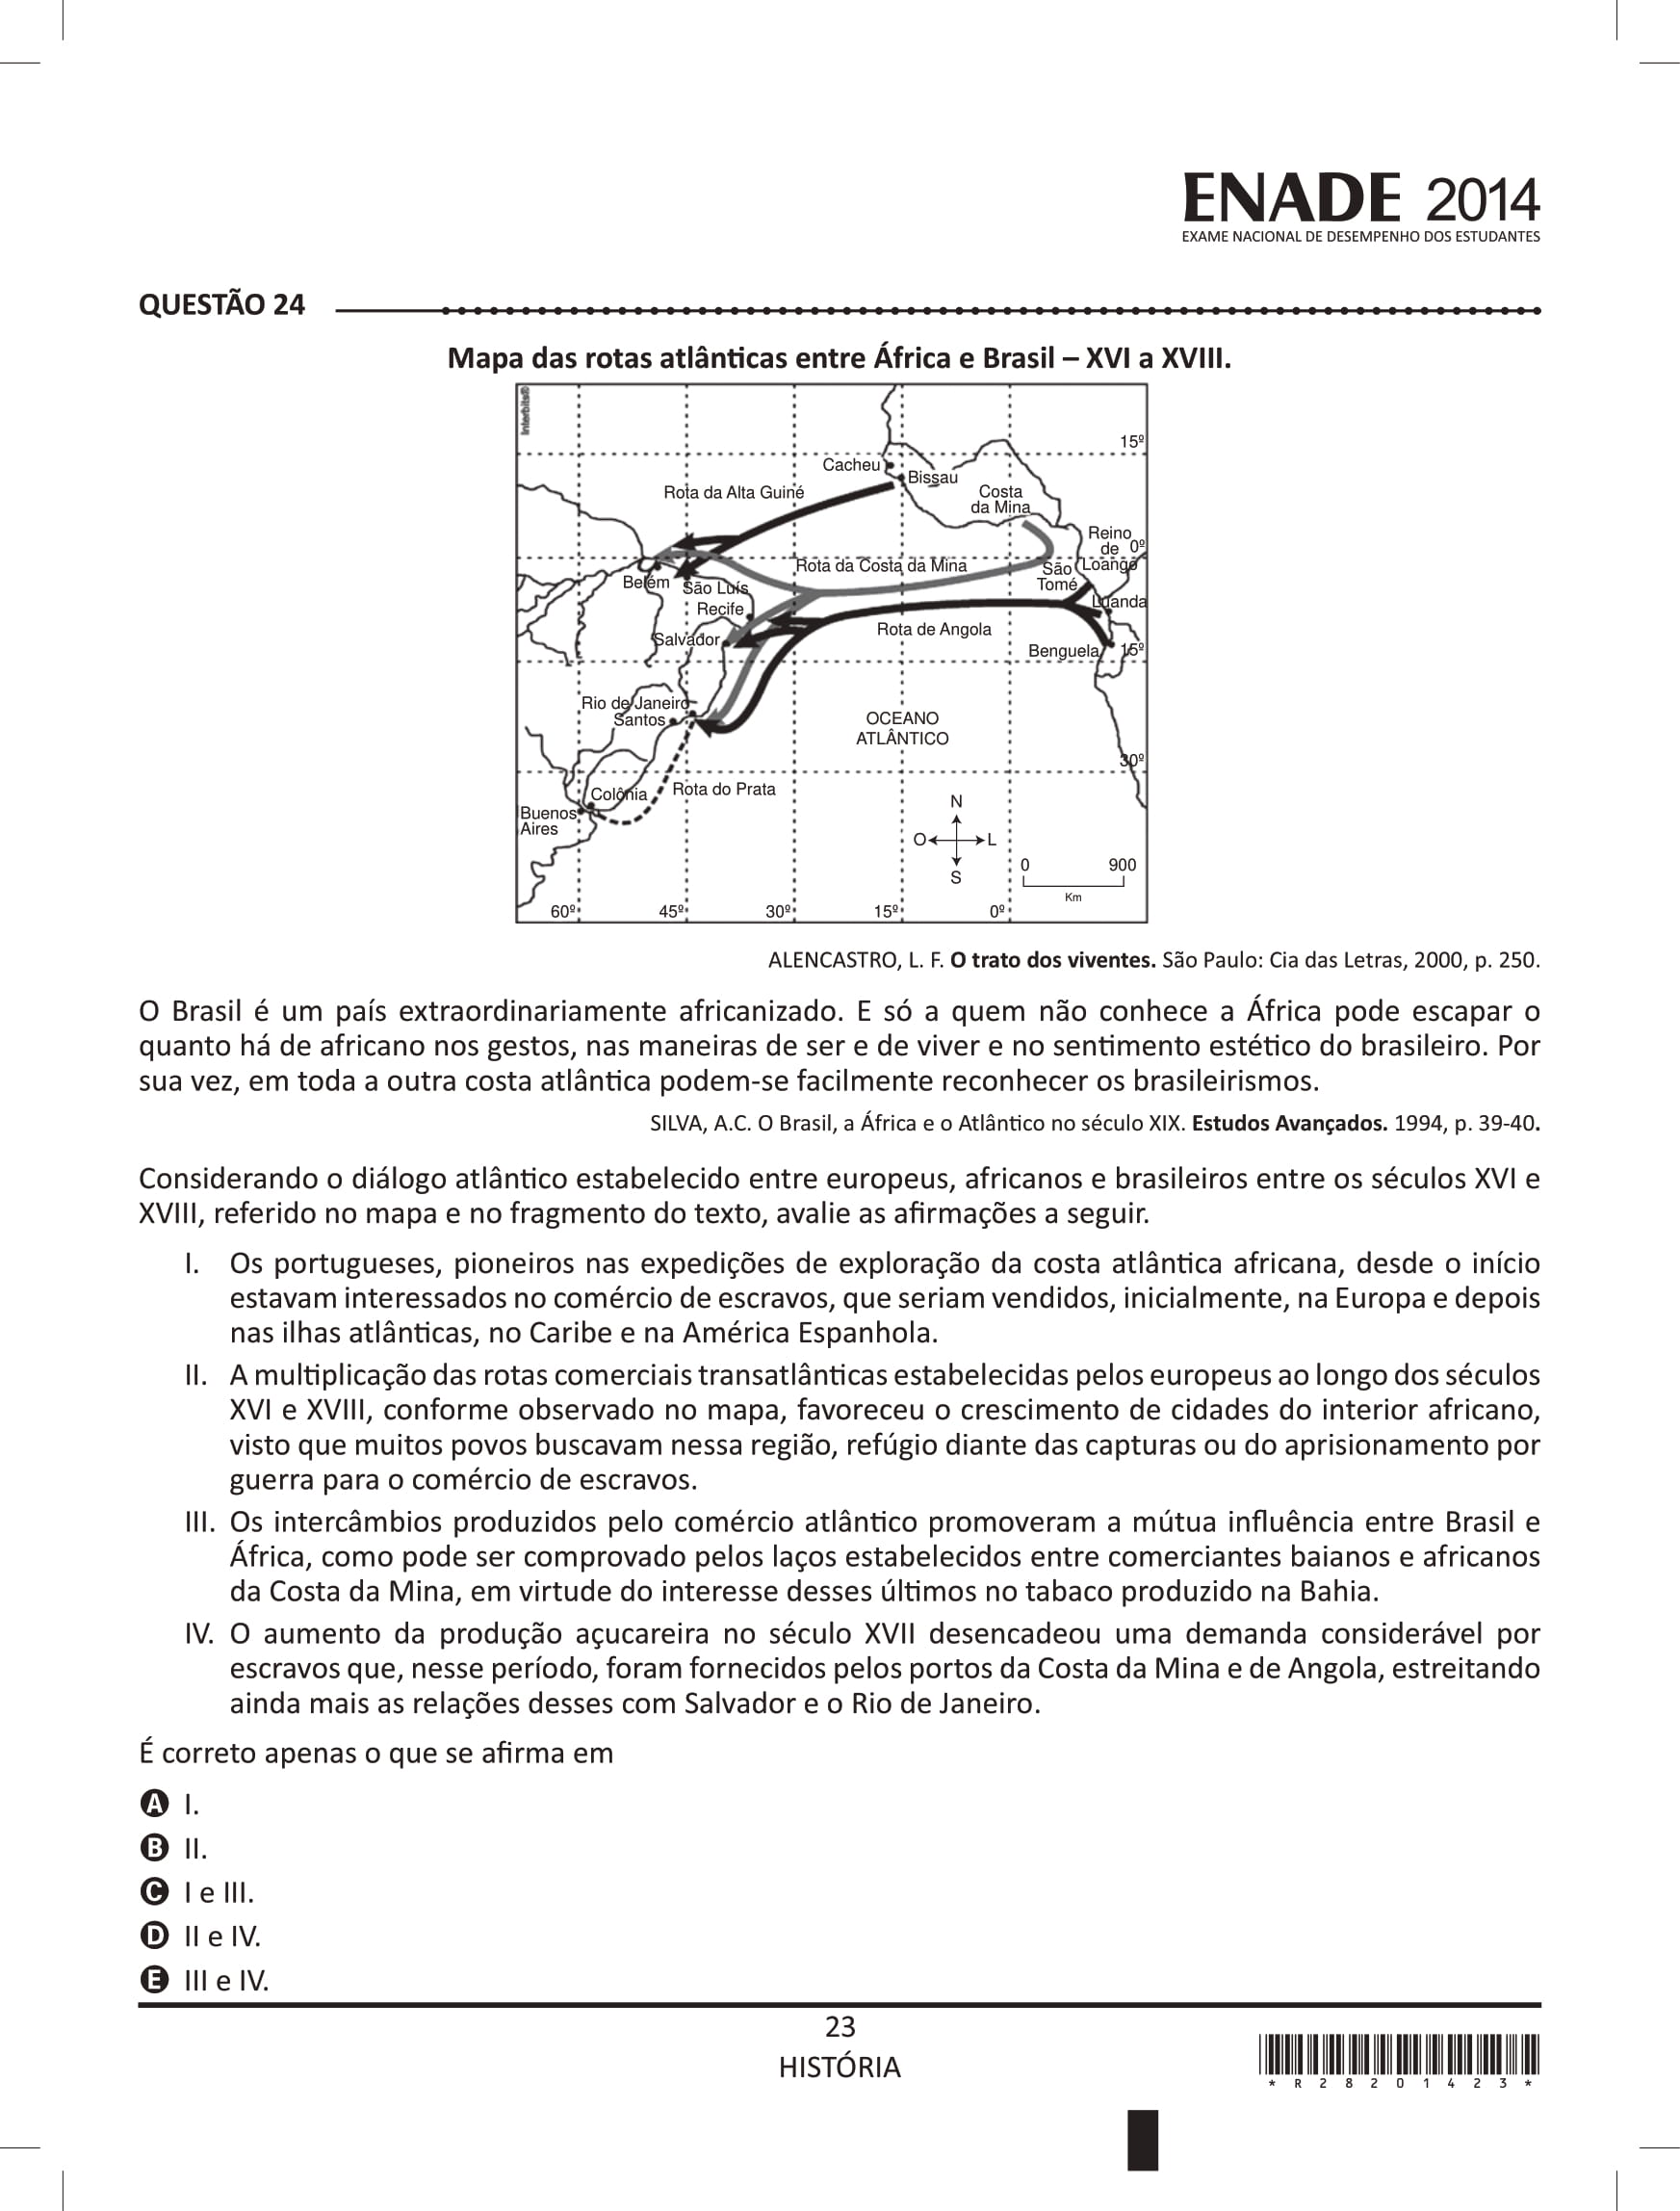 ENADE 2014
EXAME NACIONAL DE DESEMPENHO DOS ESTUDANTES
QUESTÃO 24
Mapa das rotas atlânticas entre África e Brasil – XVI a XVIII.
Interbits®
15º
Cacheu
Bissau
Rota da Alta Guiné
Costa
da Mina
Reino
de 0º
Loango
Rota da Costa da Mina
São
Tomé
Belém
São Luís
Recife
Luanda
Rota de Angola
Salvador
Benguela
15º
Rio de Janeiro
Santos
OCEANO
ATLÂNTICO
30º
Rota do Prata
Colônia
Buenos
Aires
N
O
L
S
0 900
Km
60º 45º 30º 15º 0º
ALENCASTRO, L. F. O trato dos viventes. São Paulo: Cia das Letras, 2000, p. 250.
O Brasil é um país extraordinariamente africanizado. E só a quem não conhece a África pode escapar o
quanto há de africano nos gestos, nas maneiras de ser e de viver e no sentimento estético do brasileiro. Por
sua vez, em toda a outra costa atlântica podem-se facilmente reconhecer os brasileirismos.
SILVA, A.C. O Brasil, a África e o Atlântico no século XIX. Estudos Avançados. 1994, p. 39-40.
Considerando o diálogo atlântico estabelecido entre europeus, africanos e brasileiros entre os séculos XVI e
XVIII, referido no mapa e no fragmento do texto, avalie as afirmações a seguir.
I. Os portugueses, pioneiros nas expedições de exploração da costa atlântica africana, desde o início
estavam interessados no comércio de escravos, que seriam vendidos, inicialmente, na Europa e depois
nas ilhas atlânticas, no Caribe e na América Espanhola.
II. A multiplicação das rotas comerciais transatlânticas estabelecidas pelos europeus ao longo dos séculos
XVI e XVIII, conforme observado no mapa, favoreceu o crescimento de cidades do interior africano,
visto que muitos povos buscavam nessa região, refúgio diante das capturas ou do aprisionamento por
guerra para o comércio de escravos.
III. Os intercâmbios produzidos pelo comércio atlântico promoveram a mútua influência entre Brasil e
África, como pode ser comprovado pelos laços estabelecidos entre comerciantes baianos e africanos
da Costa da Mina, em virtude do interesse desses últimos no tabaco produzido na Bahia.
IV. O aumento da produção açucareira no século XVII desencadeou uma demanda considerável por
escravos que, nesse período, foram fornecidos pelos portos da Costa da Mina e de Angola, estreitando
ainda mais as relações desses com Salvador e o Rio de Janeiro.
É correto apenas o que se afirma em
A I.
B II.
C I e III.
D II e IV.
E III e IV.
23
HISTÓRIA
* R 2 8 2 0 1 4 2 3 *